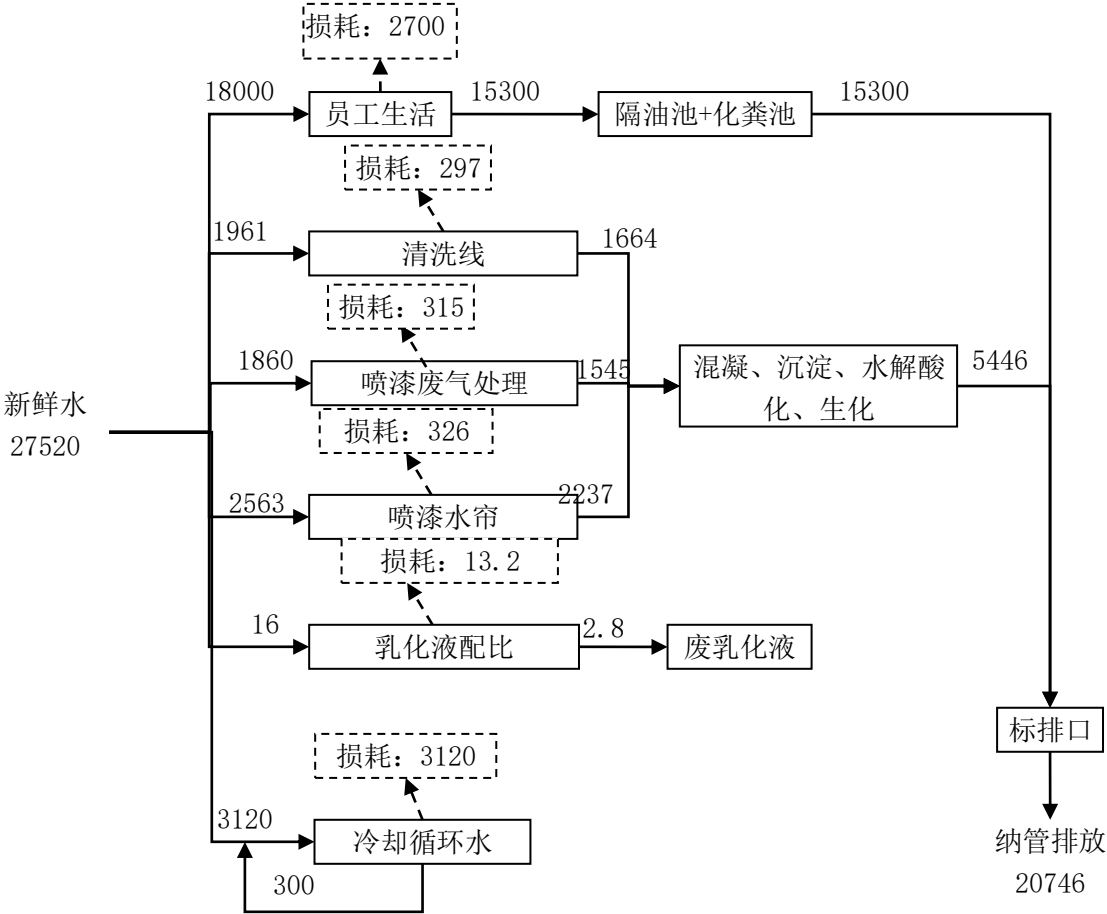 损耗：2700
18000
员工生活
15300
隔油池+化粪池
15300
损耗：297
1961
清洗线
1664
损耗：315
1860
喷漆废气处理
1545
混凝、沉淀、水解酸
化、生化
5446
新鲜水
27520
损耗：326
2563
喷漆水帘
2237
损耗：13.2
16
乳化液配比
2.8
废乳化液
标排口
损耗：3120
3120
冷却循环水
300
纳管排放
20746